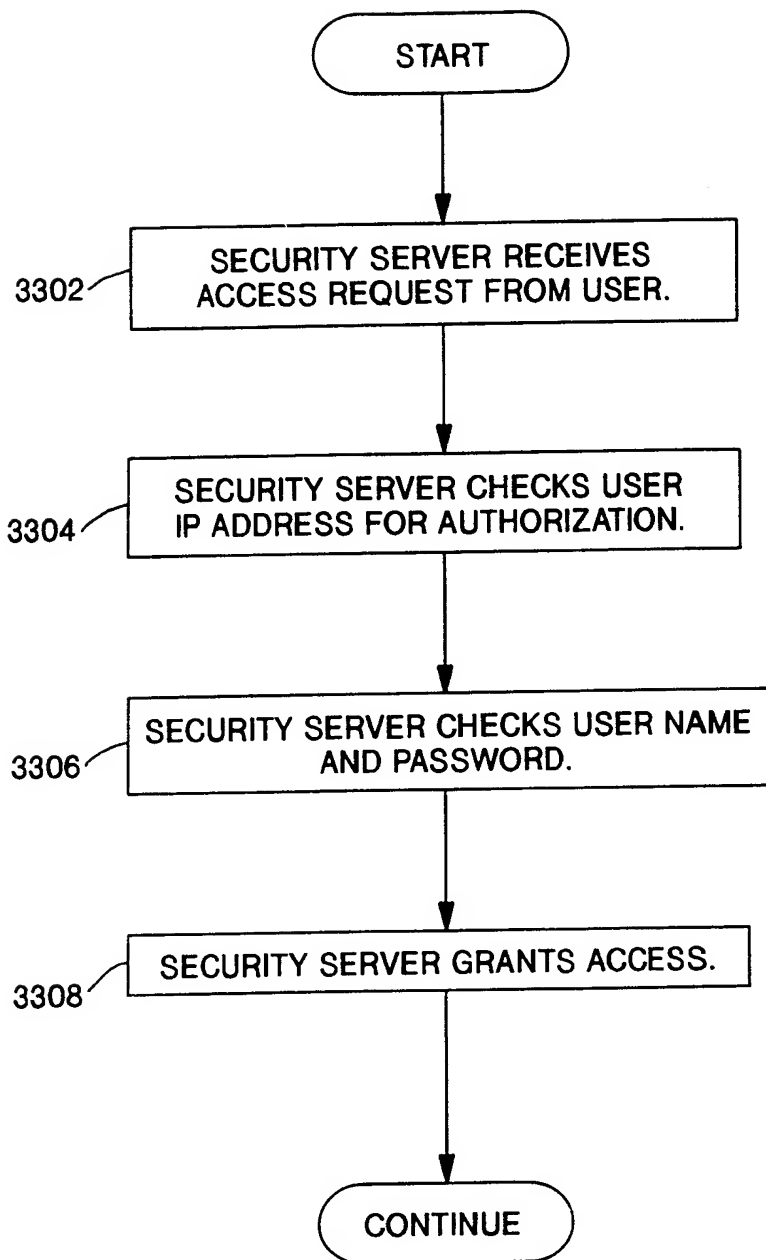 START
3302
SECURITY SERVER RECEIVES
ACCESS REQUEST FROM USER.
3304
SECURITY SERVER CHECKS USER
IP ADDRESS FOR AUTHORIZATION.
3306
SECURITY SERVER CHECKS USER NAME
AND PASSWORD.
3308
SECURITY SERVER GRANTS ACCESS.
CONTINUE